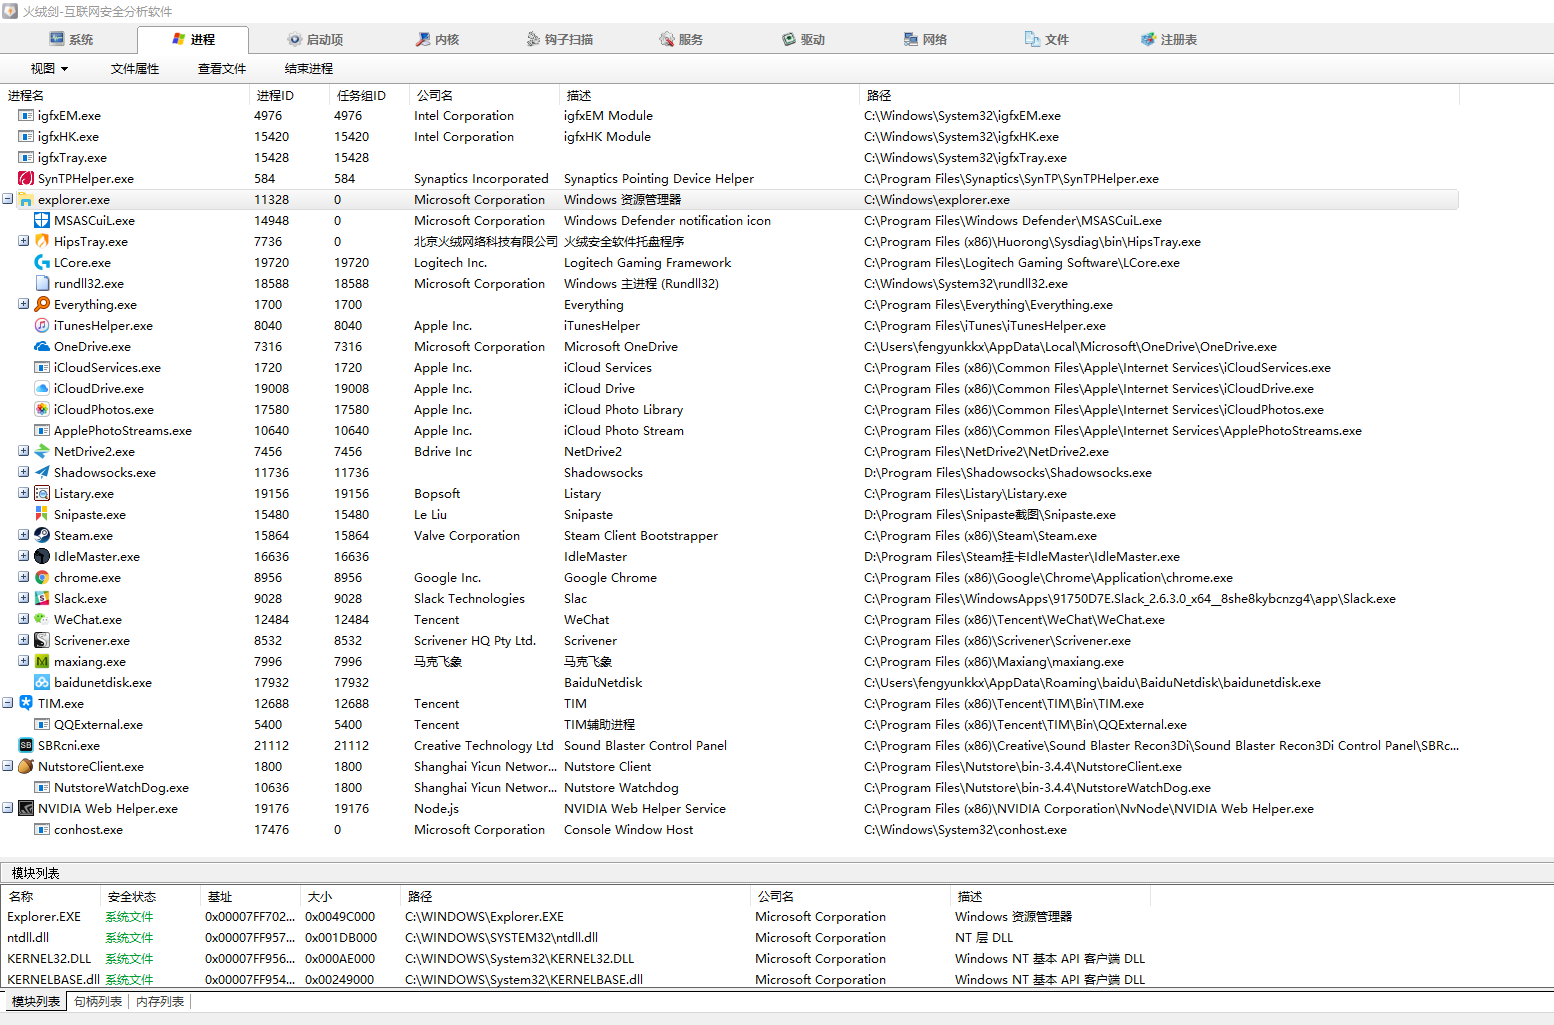 火绒剑-互联网安全分析软件
系统 进程 启动项 内核 钩子扫描 服务 驱动 网络 文件 注册表
视图 文件属性 查看文件 结束进程
进程名 进程ID 任务组ID 公司名 描述 路径
igfxEM.exe 4976 4976 Intel Corporation igfxEM Module C:\Windows\System32\igfxEM.exe
igfxHK.exe 15420 15420 Intel Corporation igfxHK Module C:\Windows\System32\igfxHK.exe
igfxTray.exe 15428 15428 C:\Windows\System32\igfxTray.exe
SynTPHelper.exe 584 584 Synaptics Incorporated Synaptics Pointing Device Helper C:\Program Files\Synaptics\SynTP\SynTPHelper.exe
explorer.exe 11328 0 Microsoft Corporation Windows 资源管理器 C:\Windows\explorer.exe
MSASCuiL.exe 14948 0 Microsoft Corporation Windows Defender notification icon C:\Program Files\Windows Defender\MSASCuiL.exe
HipsTray.exe 7736 0 北京火绒网络科技有限公司 火绒安全软件托盘程序 C:\Program Files (x86)\Huorong\Sysdiag\bin\HipsTray.exe
LCore.exe 19720 19720 Logitech Inc. Logitech Gaming Framework C:\Program Files\Logitech Gaming Software\LCore.exe
rundll32.exe 18588 18588 Microsoft Corporation Windows 主进程 (Rundll32) C:\Windows\System32\rundll32.exe
Everything.exe 1700 1700 Everything C:\Program Files\Everything\Everything.exe
iTunesHelper.exe 8040 8040 Apple Inc. iTunesHelper C:\Program Files\iTunes\iTunesHelper.exe
OneDrive.exe 7316 7316 Microsoft Corporation Microsoft OneDrive C:\Users\fengyunkkx\AppData\Local\Microsoft\OneDrive\OneDrive.exe
iCloudServices.exe 1720 1720 Apple Inc. iCloud Services C:\Program Files (x86)\Common Files\Apple\Internet Services\iCloudServices.exe
iCloudDrive.exe 19008 19008 Apple Inc. iCloud Drive C:\Program Files (x86)\Common Files\Apple\Internet Services\iCloudDrive.exe
iCloudPhotos.exe 17580 17580 Apple Inc. iCloud Photo Library C:\Program Files (x86)\Common Files\Apple\Internet Services\iCloudPhotos.exe
ApplePhotoStreams.exe 10640 10640 Apple Inc. iCloud Photo Stream C:\Program Files (x86)\Common Files\Apple\Internet Services\ApplePhotoStreams.exe
NetDrive2.exe 7456 7456 Bdrive Inc NetDrive2 C:\Program Files\NetDrive2\NetDrive2.exe
Shadowsocks.exe 11736 11736 Shadowsocks D:\Program Files\Shadowsocks\Shadowsocks.exe
Listary.exe 19156 19156 Bopsoft Listary C:\Program Files\Listary\Listary.exe
Snipaste.exe 15480 15480 Le Liu Snipaste D:\Program Files\Snipaste截图\Snipaste.exe
Steam.exe 15864 15864 Valve Corporation Steam Client Bootstrapper C:\Program Files (x86)\Steam\Steam.exe
IdleMaster.exe 16636 16636 IdleMaster D:\Program Files\Steam挂卡IdleMaster\IdleMaster.exe
chrome.exe 8956 8956 Google Inc. Google Chrome C:\Program Files (x86)\Google\Chrome\Application\chrome.exe
Slack.exe 9028 9028 Slack Technologies Slac C:\Program Files\WindowsApps\91750D7E.Slack_2.6.3.0_x64__8she8kybcnzg4\app\Slack.exe
WeChat.exe 12484 12484 Tencent WeChat C:\Program Files (x86)\Tencent\WeChat\WeChat.exe
Scrivener.exe 8532 8532 Scrivener HQ Pty Ltd. Scrivener C:\Program Files (x86)\Scrivener\Scrivener.exe
maxiang.exe 7996 7996 马克飞象 马克飞象 C:\Program Files (x86)\Maxiang\maxiang.exe
baidunetdisk.exe 17932 17932 BaiduNetdisk C:\Users\fengyunkkx\AppData\Roaming\baidu\BaiduNetdisk\baidunetdisk.exe
TIM.exe 12688 12688 Tencent TIM C:\Program Files (x86)\Tencent\TIM\Bin\TIM.exe
QQExternal.exe 5400 5400 Tencent TIM辅助进程 C:\Program Files (x86)\Tencent\TIM\Bin\QQExternal.exe
SBRcni.exe 21112 21112 Creative Technology Ltd Sound Blaster Control Panel C:\Program Files (x86)\Creative\Sound Blaster Recon3Di\Sound Blaster Recon3Di Control Panel\SBRc...
NutstoreClient.exe 1800 1800 Shanghai Yicun Networ... Nutstore Client C:\Program Files\Nutstore\bin-3.4.4\NutstoreClient.exe
NutstoreWatchDog.exe 10636 1800 Shanghai Yicun Networ... Nutstore Watchdog C:\Program Files\Nutstore\bin-3.4.4\NutstoreWatchDog.exe
NVIDIA Web Helper.exe 19176 19176 Node.js NVIDIA Web Helper Service C:\Program Files (x86)\NVIDIA Corporation\NvNode\NVIDIA Web Helper.exe
conhost.exe 17476 0 Microsoft Corporation Console Window Host C:\Windows\System32\conhost.exe
模块列表
名称 安全状态 基址 大小 路径 公司名 描述
Explorer.EXE 系统文件 0x00007FF702... 0x0049C000 C:\WINDOWS\Explorer.EXE Microsoft Corporation Windows 资源管理器
ntdll.dll 系统文件 0x00007FF957... 0x001DB000 C:\WINDOWS\SYSTEM32\ntdll.dll Microsoft Corporation NT 层 DLL
KERNEL32.DLL 系统文件 0x00007FF956... 0x000AE000 C:\WINDOWS\System32\KERNEL32.DLL Microsoft Corporation Windows NT 基本 API 客户端 DLL
KERNELBASE.dll 系统文件 0x00007FF954... 0x00249000 C:\WINDOWS\System32\KERNELBASE.dll Microsoft Corporation Windows NT 基本 API 客户端 DLL
模块列表 句柄列表 内存列表